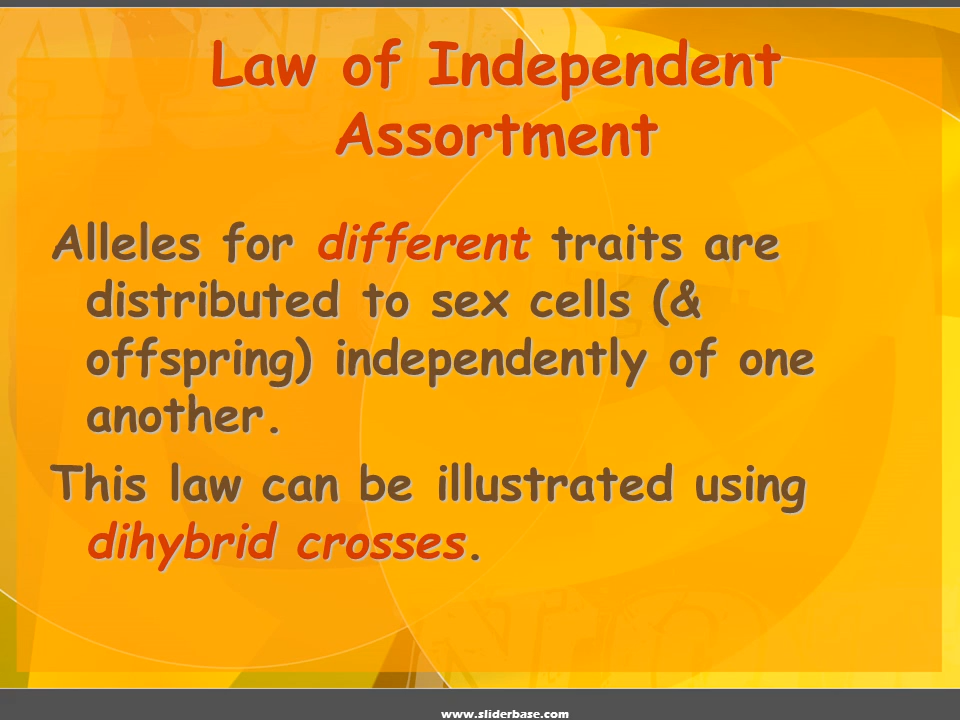 Law of Independent
Assortment
Alleles for different traits are
distributed to sex cells (&
offspring) independently of one
another.
This law can be illustrated using
dihybrid crosses.
www.sliderbase.com